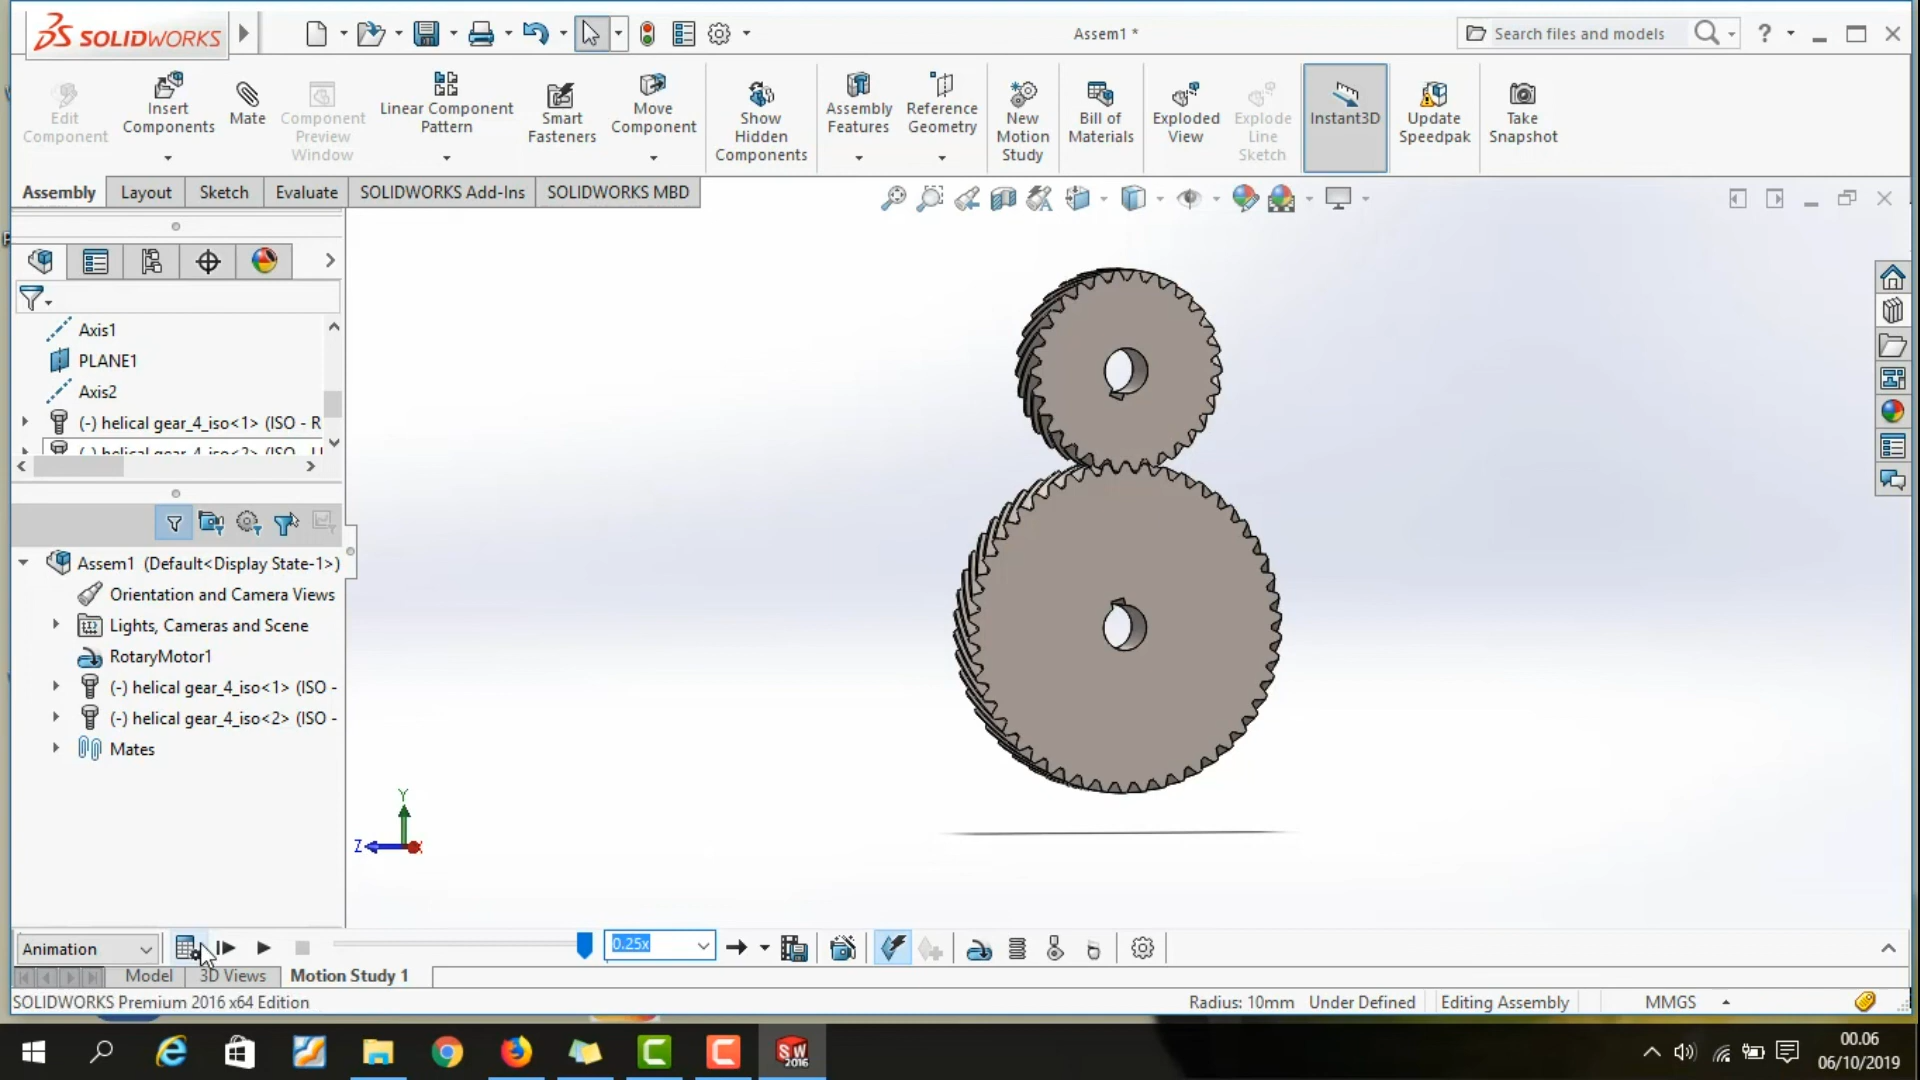 SOLIDWORKS
Assem1 *
Search files and models
?
Edit Component
Insert Components
Mate
Component Preview Window
Linear Component Pattern
Smart Fasteners
Move Component
Show Hidden Components
Assembly Features
Reference Geometry
New Motion Study
Bill of Materials
Exploded View
Explode Line Sketch
Instant3D
Update Speedpak
Take Snapshot
Assembly
Layout
Sketch
Evaluate
SOLIDWORKS Add-Ins
SOLIDWORKS MBD
Axis1
PLANE1
Axis2
(-) helical gear_4_iso<1> (ISO - R
Assem1 (Default<Display State-1>)
Orientation and Camera Views
Lights, Cameras and Scene
RotaryMotor1
(-) helical gear_4_iso<1> (ISO -
(-) helical gear_4_iso<2> (ISO -
Mates
Y
Z
Animation
0.25x
Model
3D Views
Motion Study 1
SOLIDWORKS Premium 2016 x64 Edition
Radius: 10mm
Under Defined
Editing Assembly
MMGS
SW 2016
00.06
06/10/2019